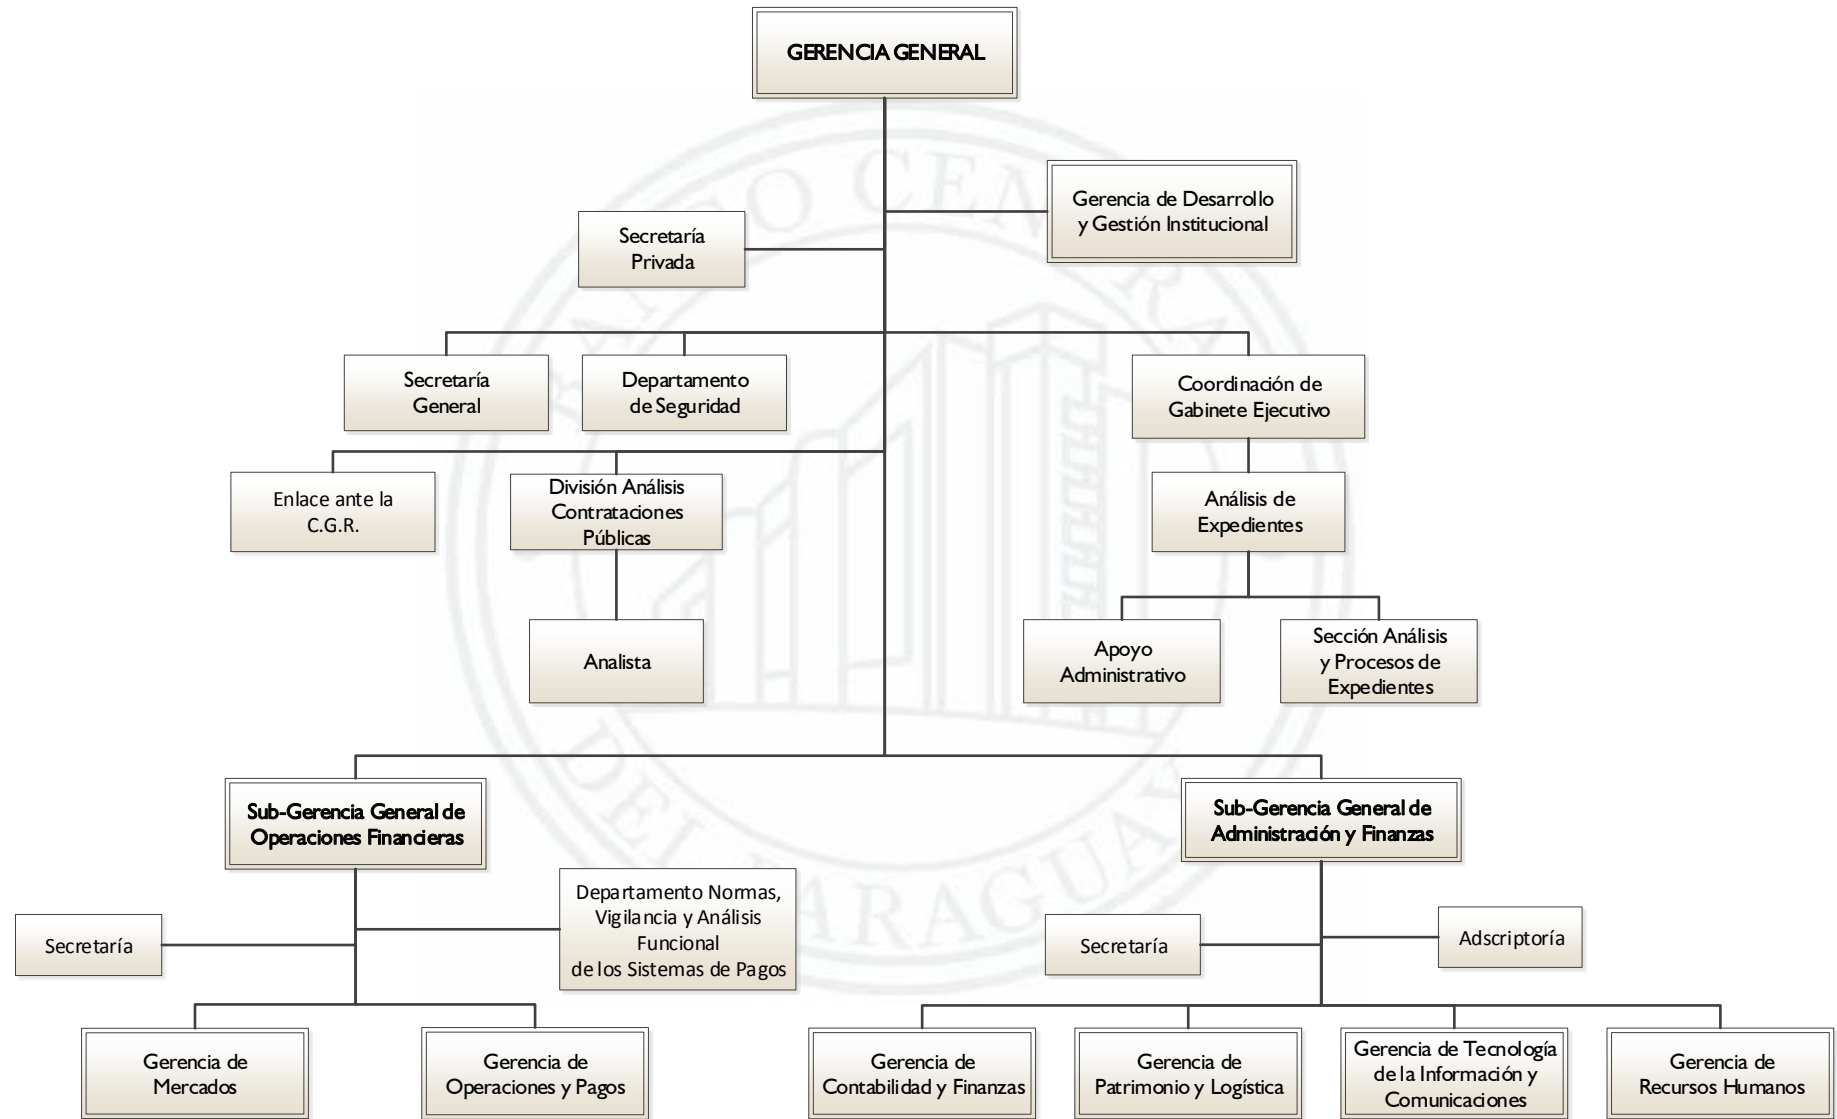 GERENCIA GENERAL
Gerencia de Desarrollo
y Gestión Institucional
Secretaría
Privada
Secretaría
General
Departamento
de Seguridad
Coordinación de
Gabinete Ejecutivo
Enlace ante la
C.G.R.
División Análisis
Contrataciones
Públicas
Análisis de
Expedientes
Analista
Apoyo
Administrativo
Sección Análisis
y Procesos de
Expedientes
Sub-Gerencia General de
Operaciones Financieras
Sub-Gerencia General de
Administración y Finanzas
Secretaría
Departamento Normas,
Vigilancia y Análisis
Funcional
de los Sistemas de Pagos
Secretaría
Adscriptoría
Gerencia de
Mercados
Gerencia de
Operaciones y Pagos
Gerencia de
Contabilidad y Finanzas
Gerencia de
Patrimonio y Logística
Gerencia de Tecnología
de la Información y
Comunicaciones
Gerencia de
Recursos Humanos
BANCO CENTRAL
DEL PARAGUAY